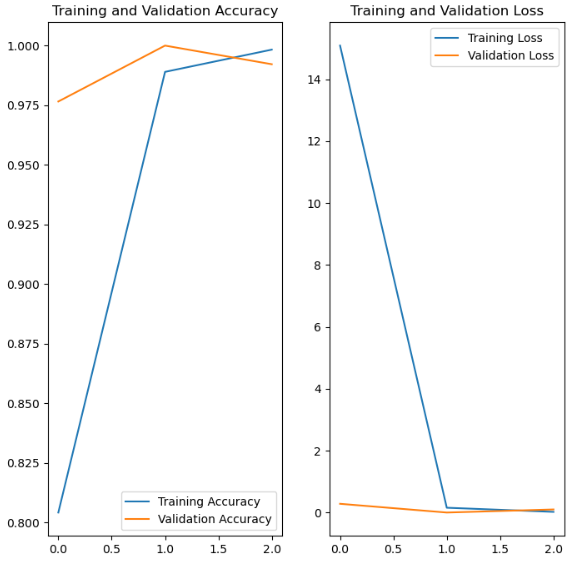 Training and Validation Accuracy
1.000
0.975
0.950
0.925
0.900
0.875
0.850
0.825
0.800
Training Accuracy
Validation Accuracy
0.0 0.5 1.0 1.5 2.0
Training and Validation Loss
Training Loss
Validation Loss
14
12
10
8
6
4
2
0
0.0 0.5 1.0 1.5 2.0